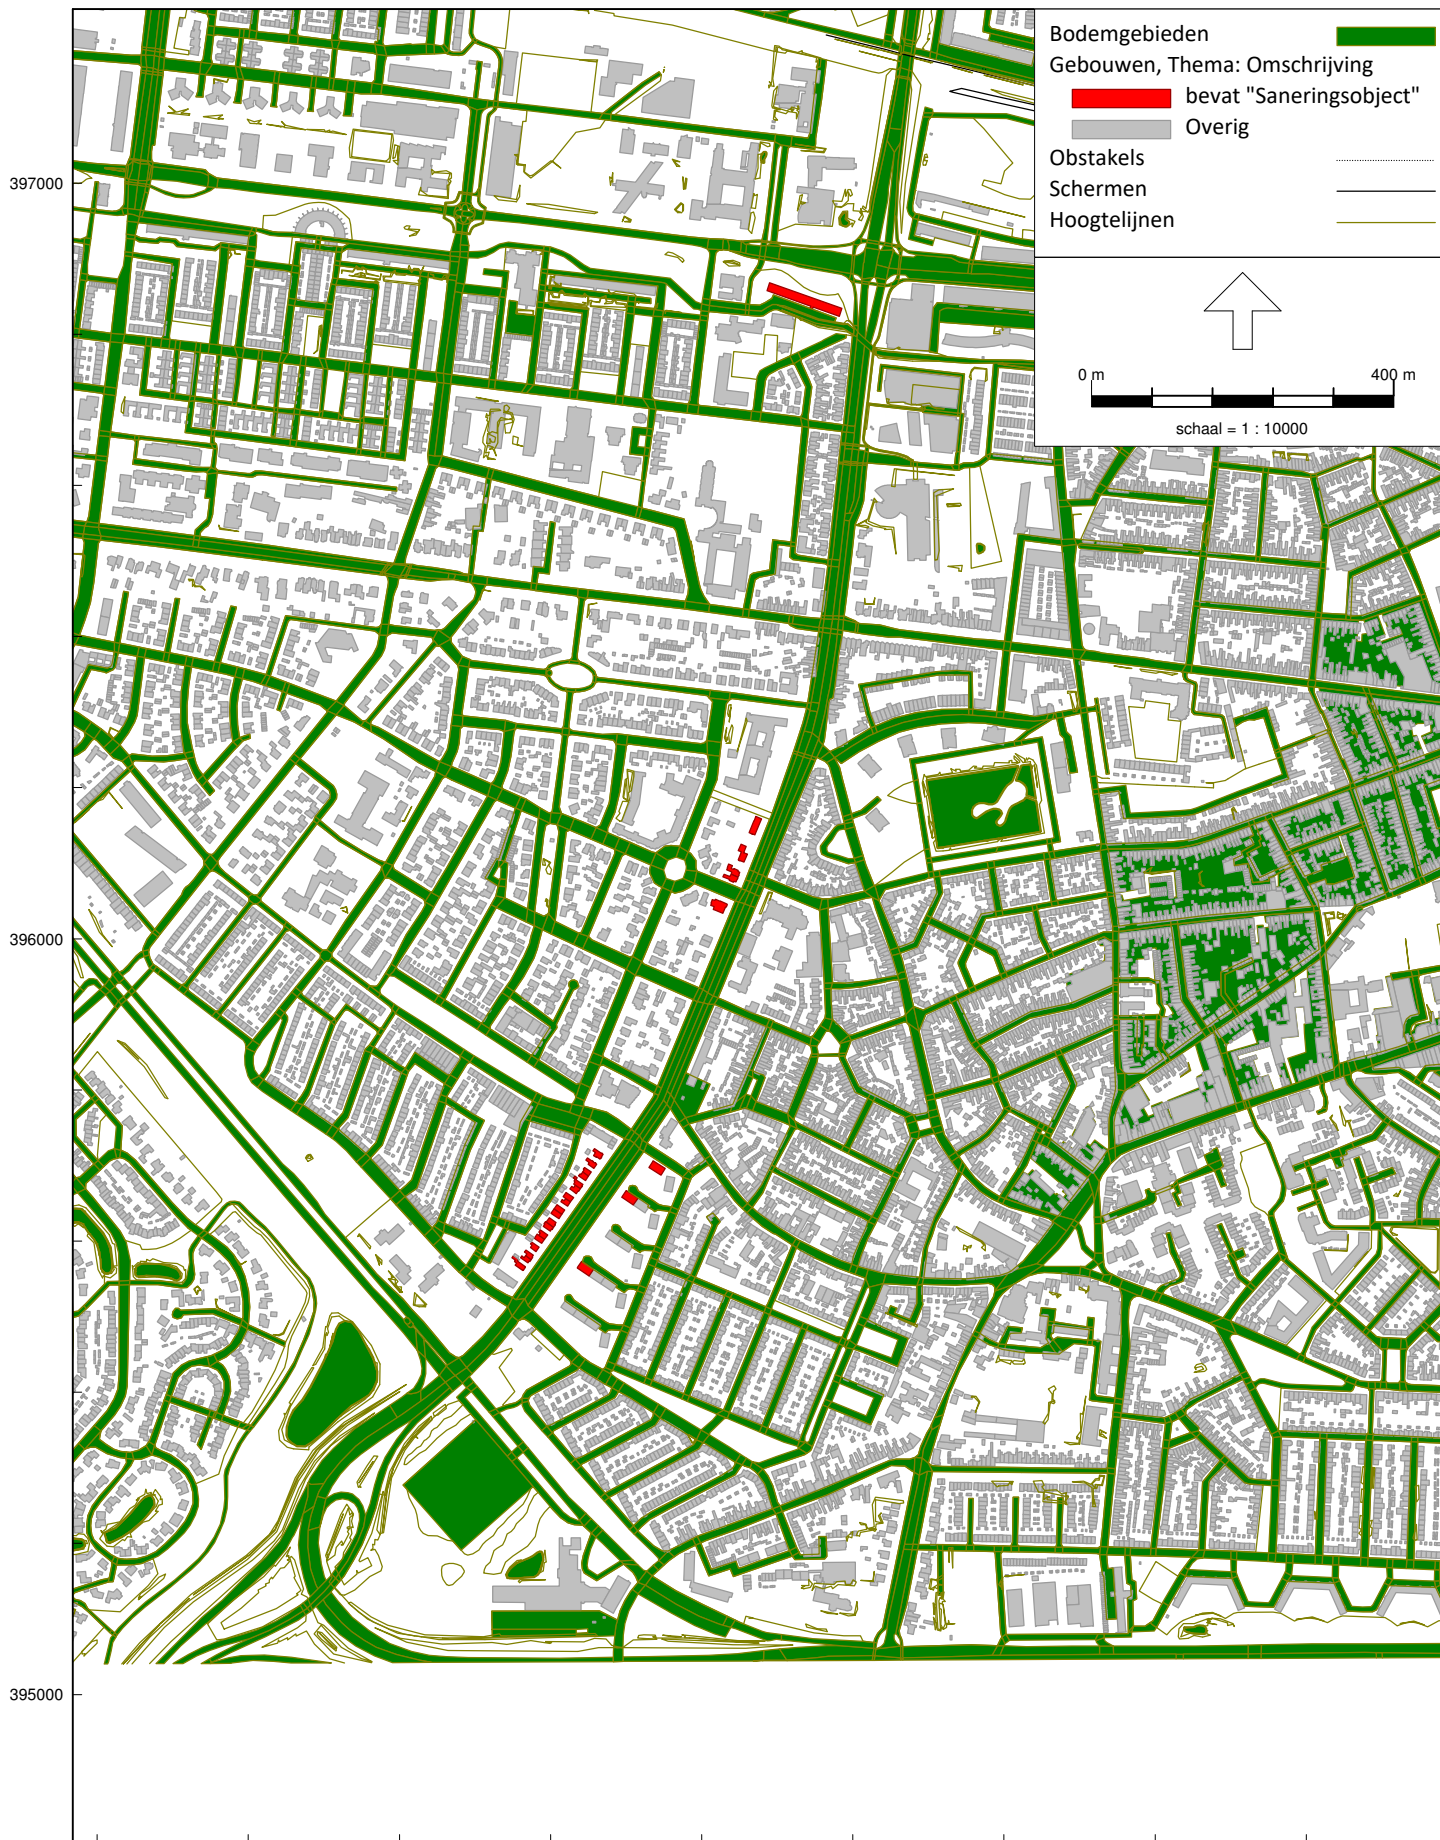 Bodemgebieden
Gebouwen, Thema: Omschrijving
bevat "Saneringsobject"
Overig
Obstakels
Schermen
Hoogtelijnen
0 m 400 m
schaal = 1 : 10000
397000
396000
395000